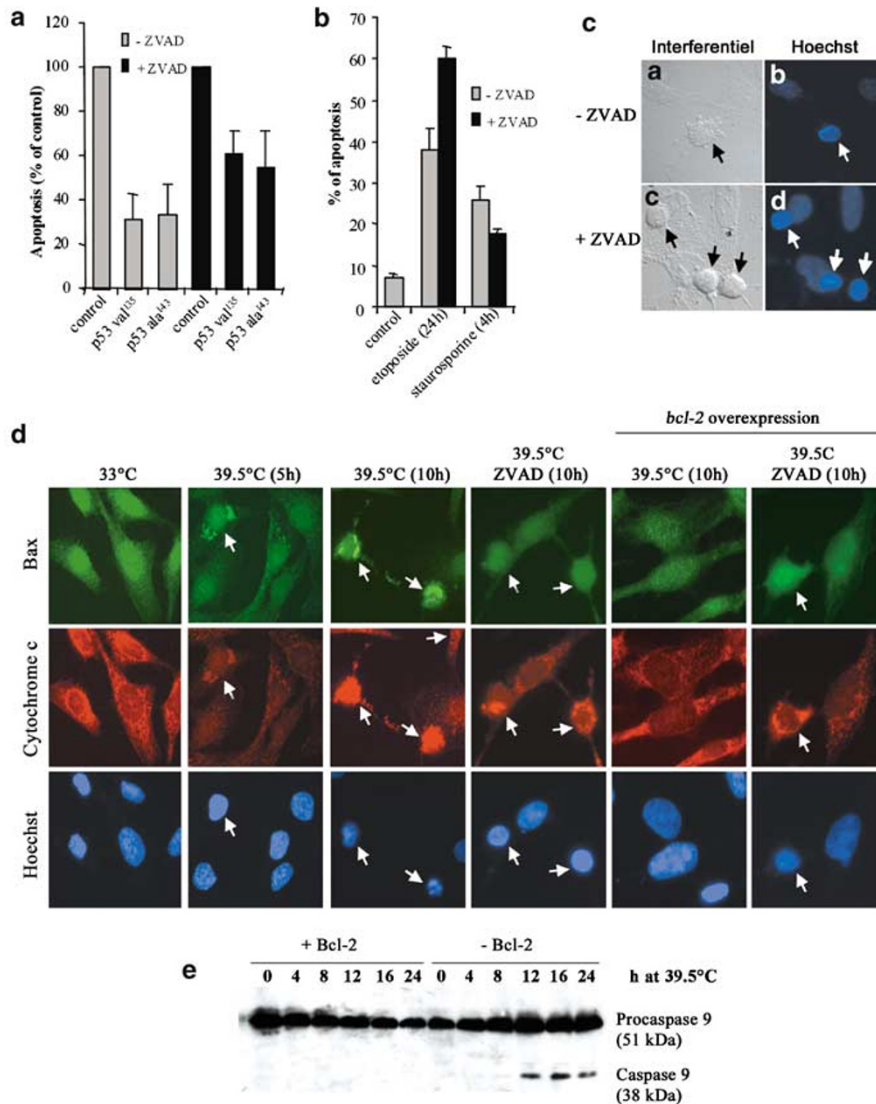 a
Apoptosis (% of control)
120
100
80
60
40
20
0
- ZVAD
+ ZVAD
control
p53 val135
p53 ala143
control
p53 val135
p53 ala143
b
% of apoptosis
70
60
50
40
30
20
10
0
- ZVAD
+ ZVAD
control
etoposide (24h)
staurosporine (4h)
c
Interferentiel Hoechst
- ZVAD
a b
+ ZVAD
c d
d
bcl-2 overexpression
33°C 39.5°C (5h) 39.5°C (10h) 39.5°C ZVAD (10h) 39.5°C (10h) 39.5C ZVAD (10h)
Bax
Cytochrome c
Hoechst
e
+ Bcl-2 - Bcl-2
0 4 8 12 16 24 0 4 8 12 16 24 h at 39.5°C
Procaspase 9
(51 kDa)
Caspase 9
(38 kDa)